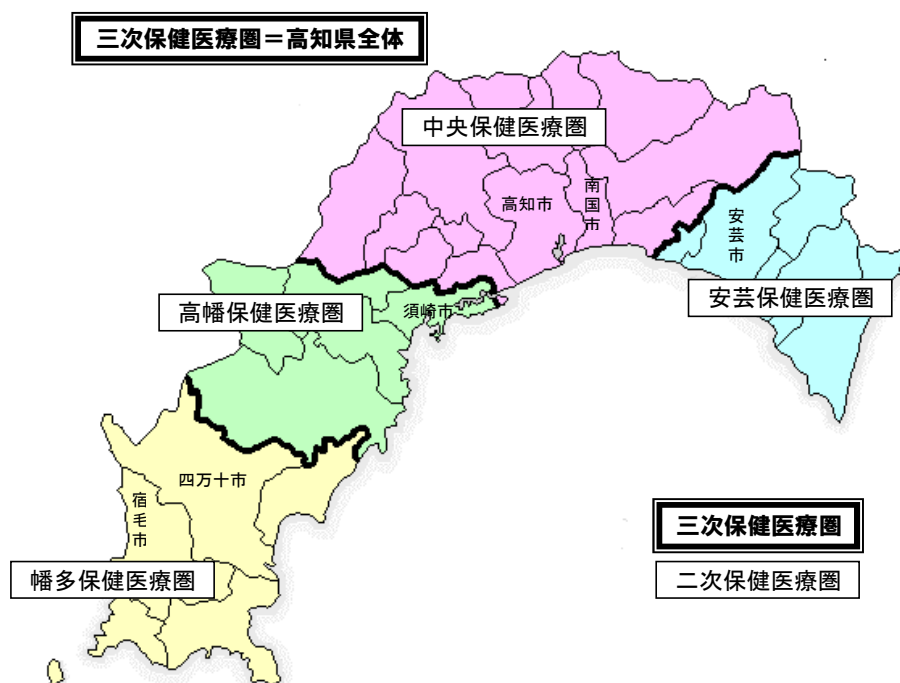 三次保健医療圏＝高知県全体
中央保健医療圏
高知市
南国市
安芸市
安芸保健医療圏
高幡保健医療圏
須崎市
四万十市
宿毛市
幡多保健医療圏
三次保健医療圏
二次保健医療圏